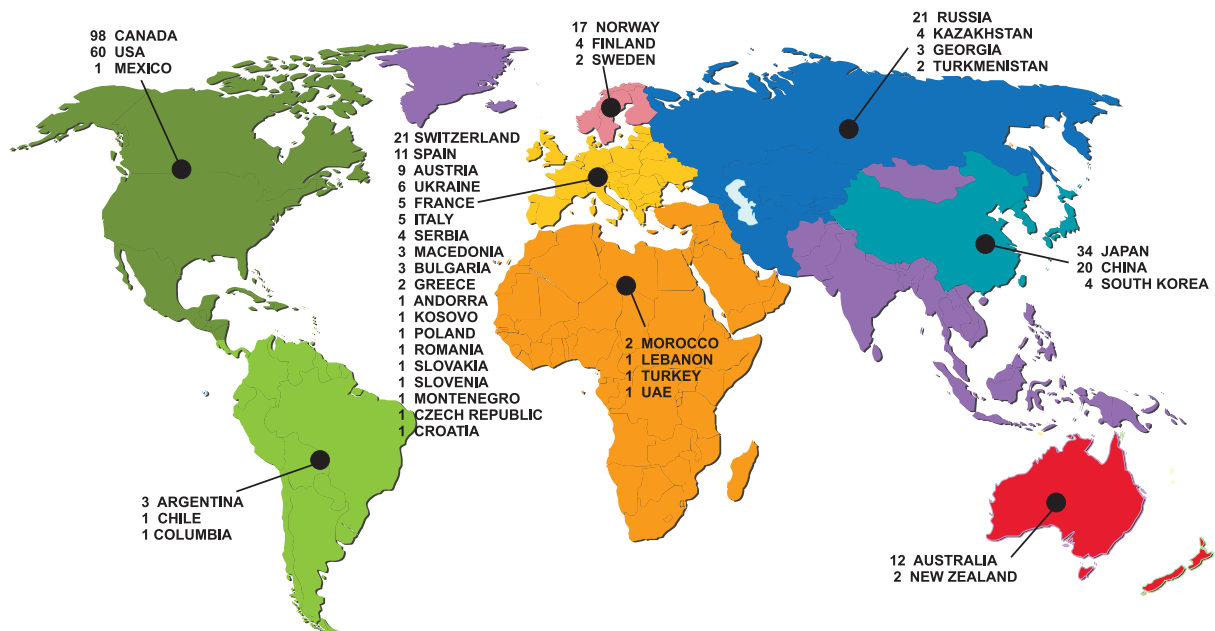 98 CANADA
60 USA
1 MEXICO
17 NORWAY
4 FINLAND
2 SWEDEN
21 RUSSIA
4 KAZAKHSTAN
3 GEORGIA
2 TURKMENISTAN
21 SWITZERLAND
11 SPAIN
9 AUSTRIA
6 UKRAINE
5 FRANCE
5 ITALY
4 SERBIA
3 MACEDONIA
3 BULGARIA
2 GREECE
1 ANDORRA
1 KOSOVO
1 POLAND
1 ROMANIA
1 SLOVAKIA
1 SLOVENIA
1 MONTENEGRO
1 CZECH REPUBLIC
1 CROATIA
34 JAPAN
20 CHINA
4 SOUTH KOREA
2 MOROCCO
1 LEBANON
1 TURKEY
1 UAE
3 ARGENTINA
1 CHILE
1 COLUMBIA
12 AUSTRALIA
2 NEW ZEALAND